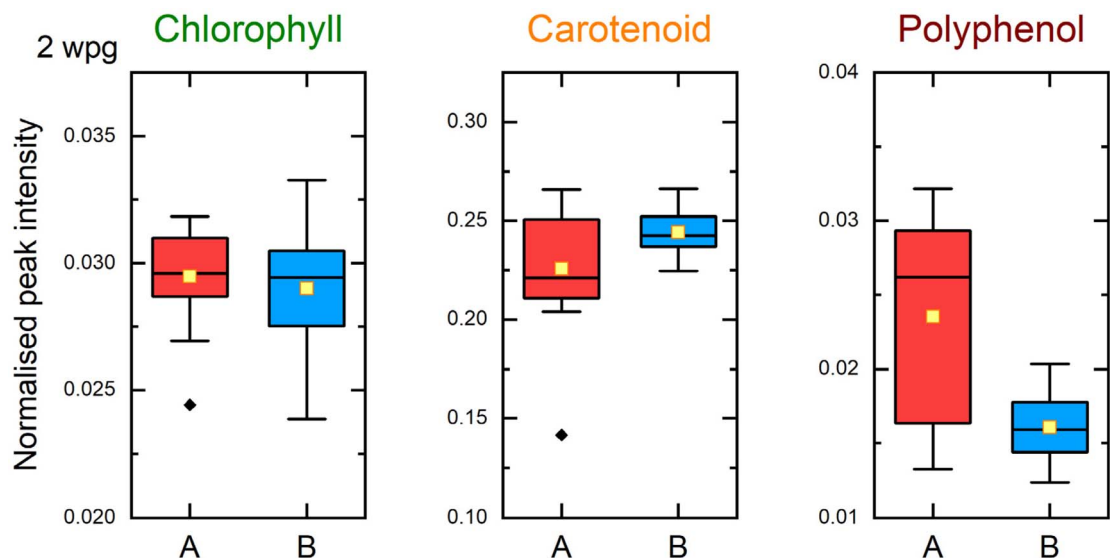 Chlorophyll Carotenoid Polyphenol
2 wpg
Normalised peak intensity
0.035
0.030
0.025
0.020
A B
0.30
0.25
0.20
0.15
0.10
A B
0.04
0.03
0.02
0.01
A B